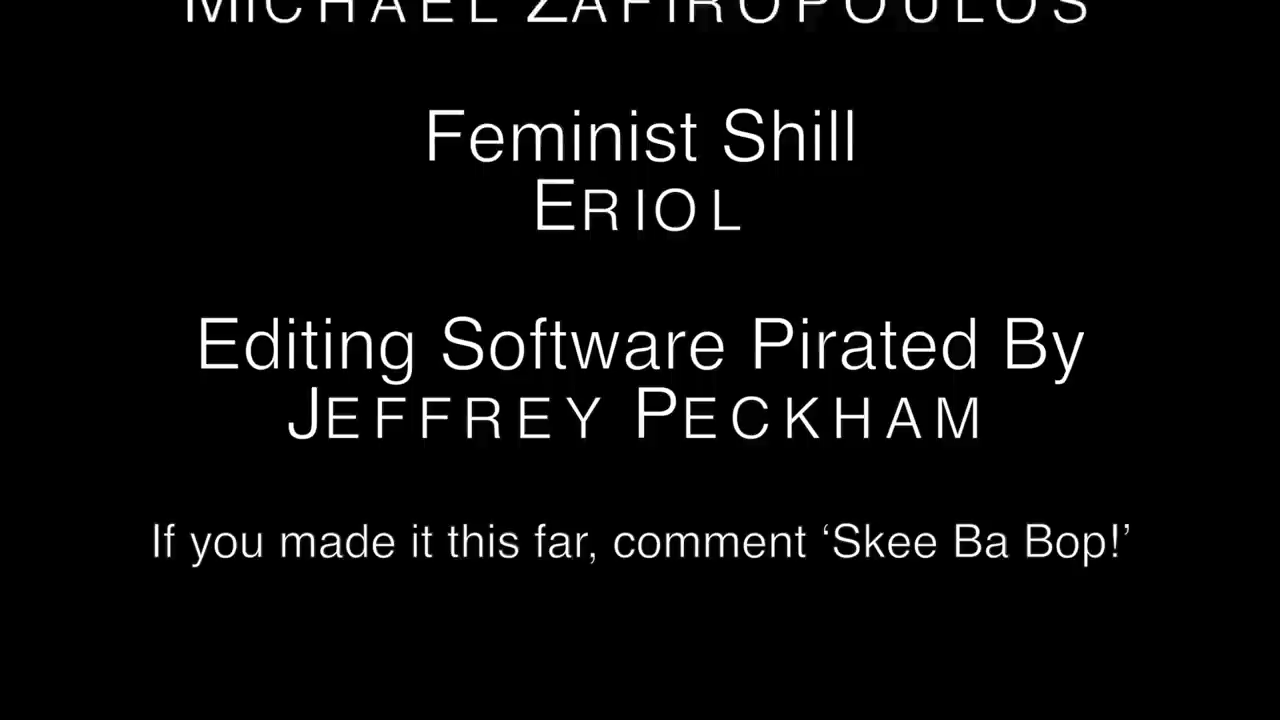 MICHAEL ZAFIROPOULOS
Feminist Shill
ERIOL
Editing Software Pirated By
JEFFREY PECKHAM
If you made it this far, comment ‘Skee Ba Bop!’